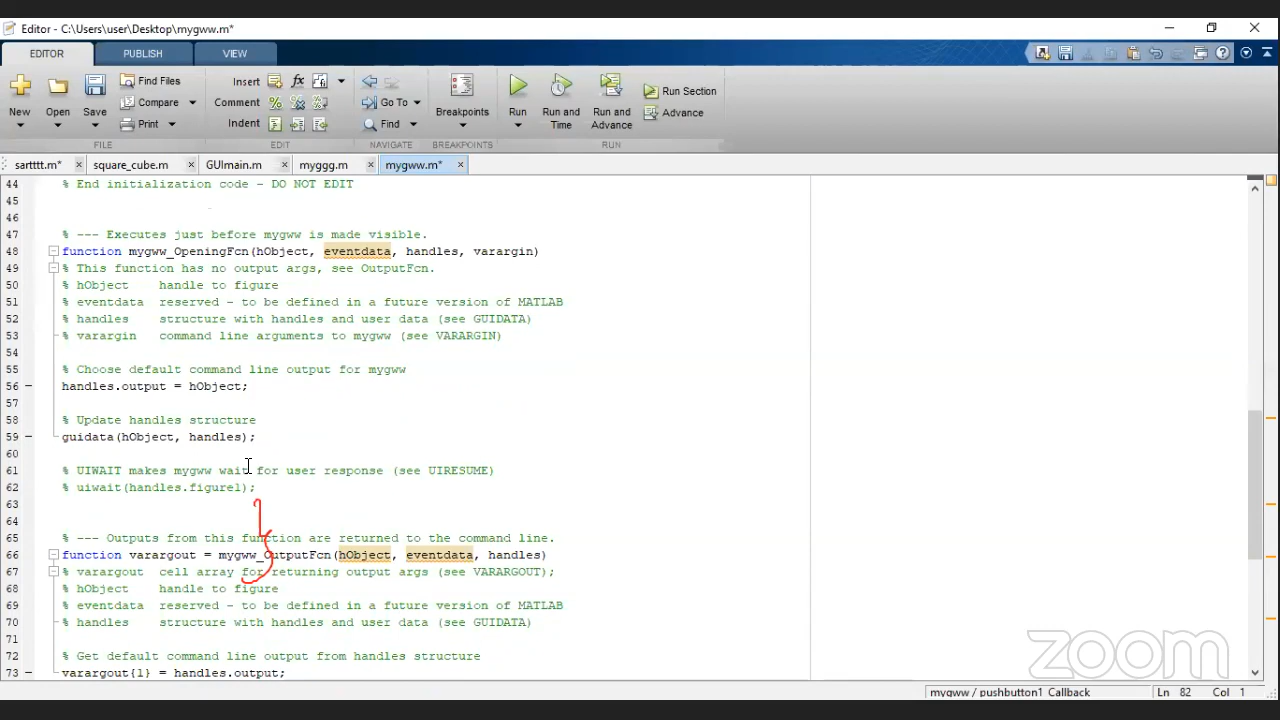 Editor - C:\Users\user\Desktop\mygww.m*
EDITOR PUBLISH VIEW
New Open Save Find Files Compare Print
Insert Comment Indent
Go To Find
Breakpoints
Run Run and Time Run and Advance Run Section Advance
FILE EDIT NAVIGATE BREAKPOINTS RUN
sartttt.m* square_cube.m GUImain.m myggg.m mygww.m*
44 % End initialization code - DO NOT EDIT
45
46
47 % --- Executes just before mygww is made visible.
48 function mygww_OpeningFcn(hObject, eventdata, handles, varargin)
49 % This function has no output args, see OutputFcn.
50 % hObject    handle to figure
51 % eventdata  reserved - to be defined in a future version of MATLAB
52 % handles    structure with handles and user data (see GUIDATA)
53 % varargin   command line arguments to mygww (see VARARGIN)
54
55 % Choose default command line output for mygww
56 handles.output = hObject;
57
58 % Update handles structure
59 guidata(hObject, handles);
60
61 % UIWAIT makes mygww wait for user response (see UIRESUME)
62 % uiwait(handles.figure1);
63
64
65 % --- Outputs from this function are returned to the command line.
66 function varargout = mygww_OutputFcn(hObject, eventdata, handles)
67 % varargout  cell array for returning output args (see VARARGOUT);
68 % hObject    handle to figure
69 % eventdata  reserved - to be defined in a future version of MATLAB
70 % handles    structure with handles and user data (see GUIDATA)
71
72 % Get default command line output from handles structure
73 varargout{1} = handles.output;
zoom
mygww / pushbutton1_Callback Ln 82 Col 1